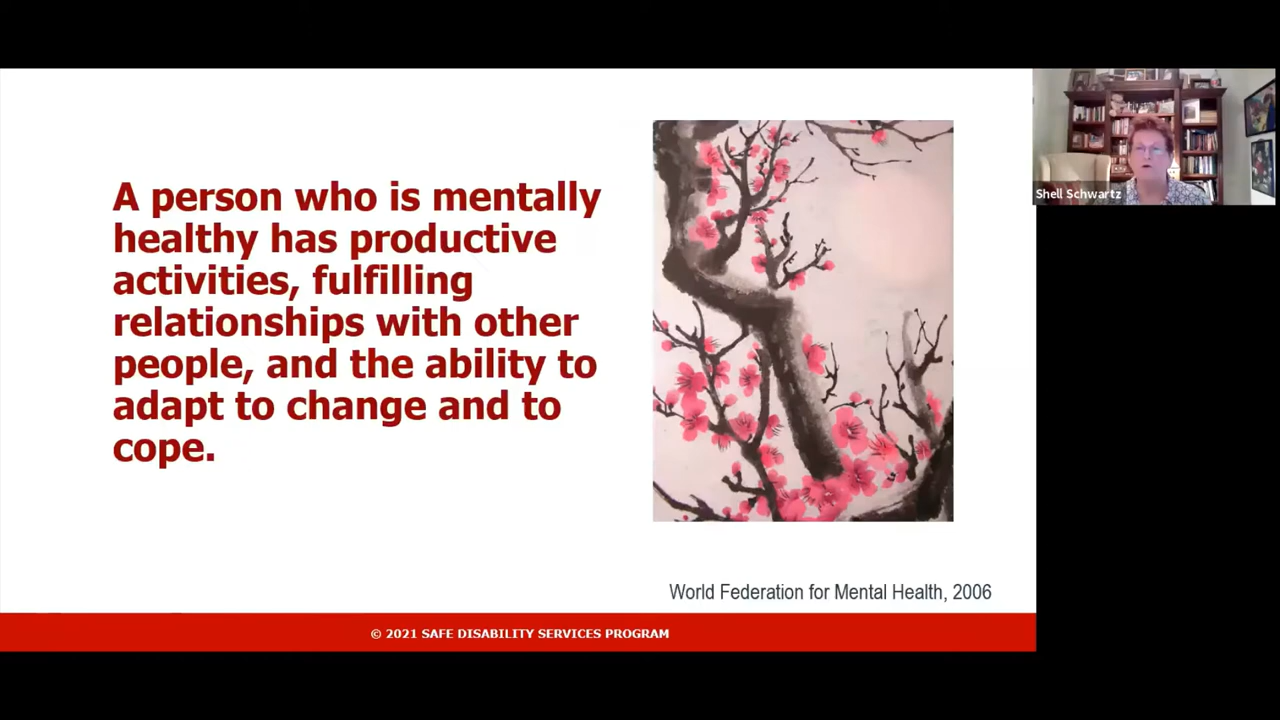 A person who is mentally
healthy has productive
activities, fulfilling
relationships with other
people, and the ability to
adapt to change and to
cope.
World Federation for Mental Health, 2006
© 2021 SAFE DISABILITY SERVICES PROGRAM
Shell Schwartz